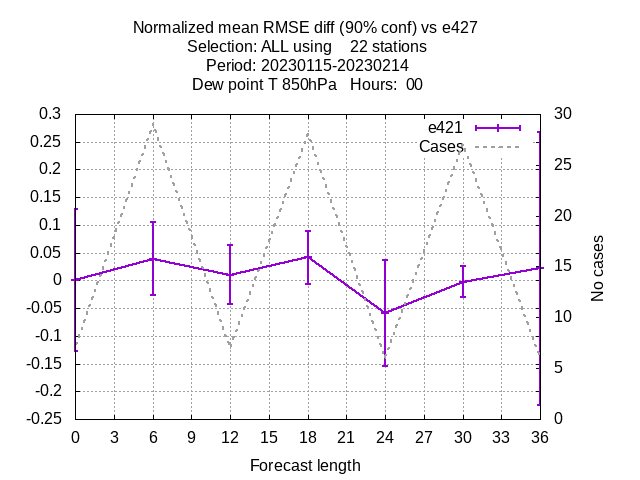 Normalized mean RMSE diff (90% conf) vs e427
Selection: ALL using    22 stations
Period: 20230115-20230214
Dew point T 850hPa   Hours:  00
e421
Cases
0.3
0.25
0.2
0.15
0.1
0.05
0
-0.05
-0.1
-0.15
-0.2
-0.25
30
25
20
15
10
5
0
No cases
0 3 6 9 12 15 18 21 24 27 30 33 36
Forecast length